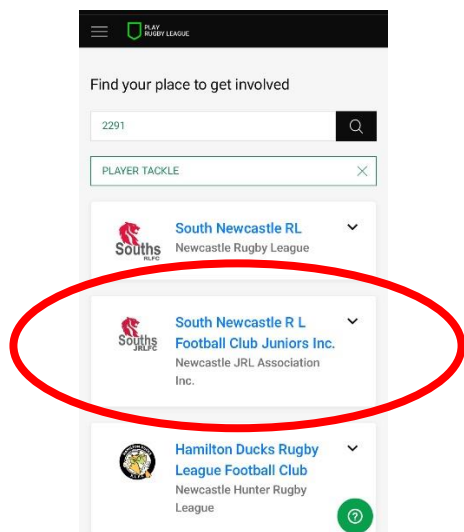 PLAY
RUGBY LEAGUE
Find your place to get involved
2291
PLAYER TACKLE
Souths
RLFC
South Newcastle RL
Newcastle Rugby League
Souths
JRLFC
South Newcastle R L
Football Club Juniors Inc.
Newcastle JRL Association
Inc.
Hamilton Ducks Rugby
League Football Club
Newcastle Hunter Rugby
League
?